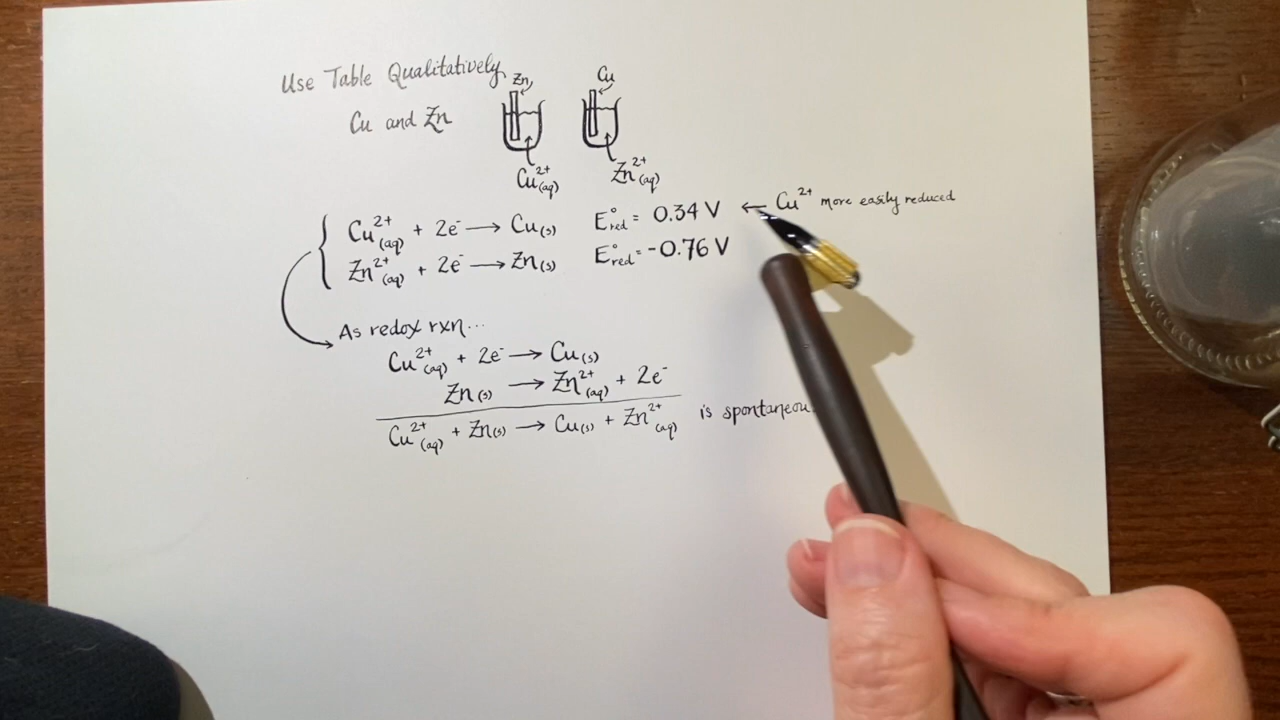 Use Table Qualitatively
Zn
Cu
Cu and Zn
Cu²⁺(aq)
Zn²⁺(aq)
Cu²⁺(aq) + 2e⁻ → Cu(s) E°red = 0.34 V ← Cu²⁺ more easily reduced
Zn²⁺(aq) + 2e⁻ → Zn(s) E°red = -0.76 V
As redox rxn...
Cu²⁺(aq) + 2e⁻ → Cu(s)
Zn(s) → Zn²⁺(aq) + 2e⁻
Cu²⁺(aq) + Zn(s) → Cu(s) + Zn²⁺(aq) is spontaneou